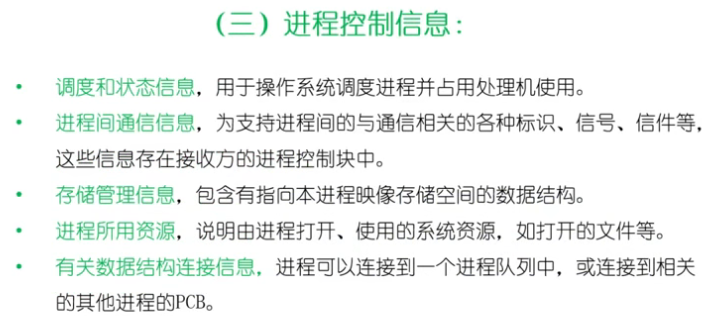 （三）进程控制信息：
• 调度和状态信息，用于操作系统调度进程并占用处理机使用。
• 进程间通信信息，为支持进程间的与通信相关的各种标识、信号、信件等，
这些信息存在接收方的进程控制块中。
• 存储管理信息，包含有指向本进程映像存储空间的数据结构。
• 进程所用资源，说明由进程打开、使用的系统资源，如打开的文件等。
• 有关数据结构连接信息，进程可以连接到一个进程队列中，或连接到相关
的其他进程的PCB。